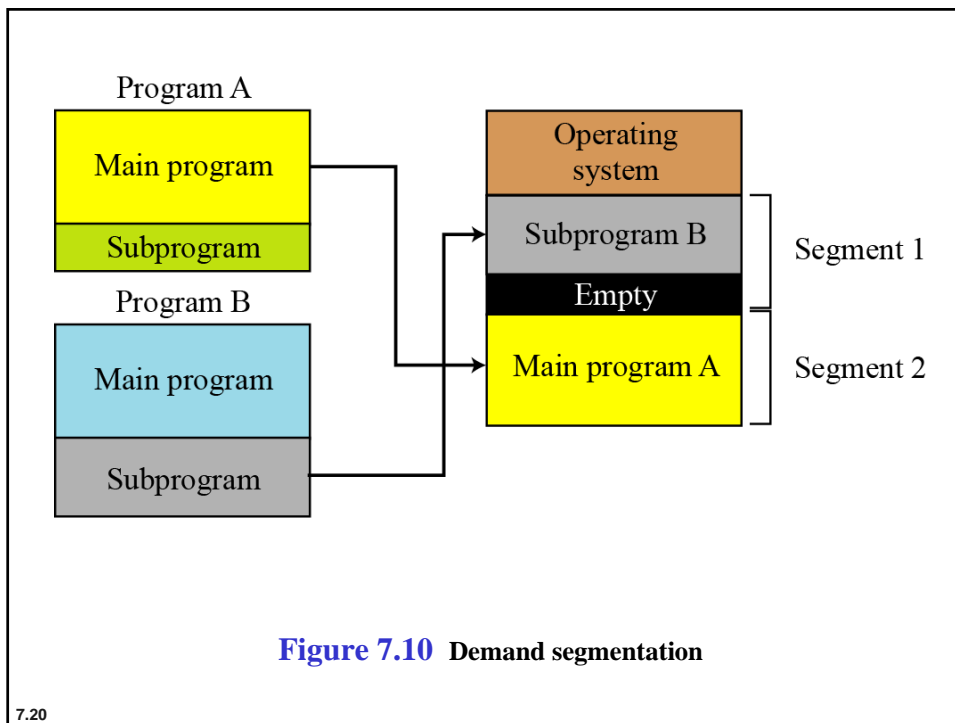 Program A
Main program
Subprogram
Program B
Main program
Subprogram
Operating
system
Subprogram B
Empty
Main program A
Segment 1
Segment 2
Figure 7.10 Demand segmentation
7.20